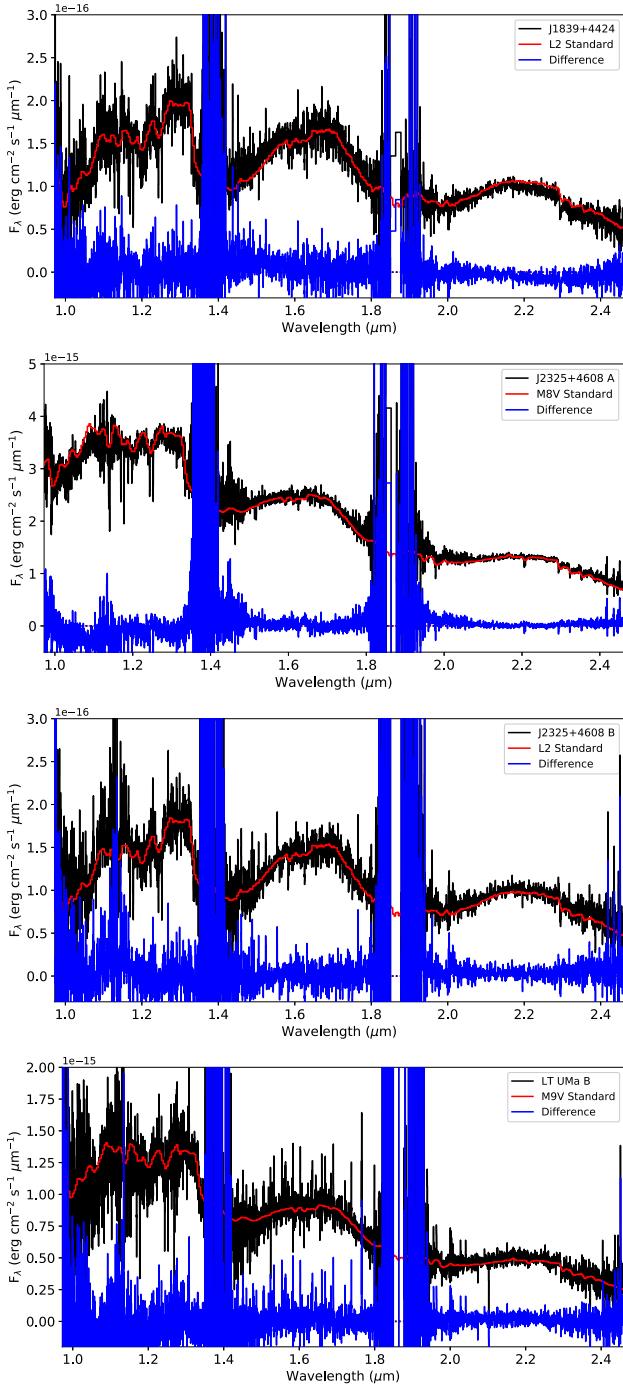 1e−16
J1839+4424
L2 Standard
Difference
3.0
2.5
2.0
1.5
1.0
0.5
0.0
F_λ (erg cm⁻² s⁻¹ μm⁻¹)
1.0 1.2 1.4 1.6 1.8 2.0 2.2 2.4
Wavelength (μm)
1e−15
J2325+4608 A
M8V Standard
Difference
5
4
3
2
1
0
F_λ (erg cm⁻² s⁻¹ μm⁻¹)
1.0 1.2 1.4 1.6 1.8 2.0 2.2 2.4
Wavelength (μm)
1e−16
J2325+4608 B
L2 Standard
Difference
3.0
2.5
2.0
1.5
1.0
0.5
0.0
F_λ (erg cm⁻² s⁻¹ μm⁻¹)
1.0 1.2 1.4 1.6 1.8 2.0 2.2 2.4
Wavelength (μm)
1e−15
LT UMa B
M9V Standard
Difference
2.00
1.75
1.50
1.25
1.00
0.75
0.50
0.25
0.00
F_λ (erg cm⁻² s⁻¹ μm⁻¹)
1.0 1.2 1.4 1.6 1.8 2.0 2.2 2.4
Wavelength (μm)